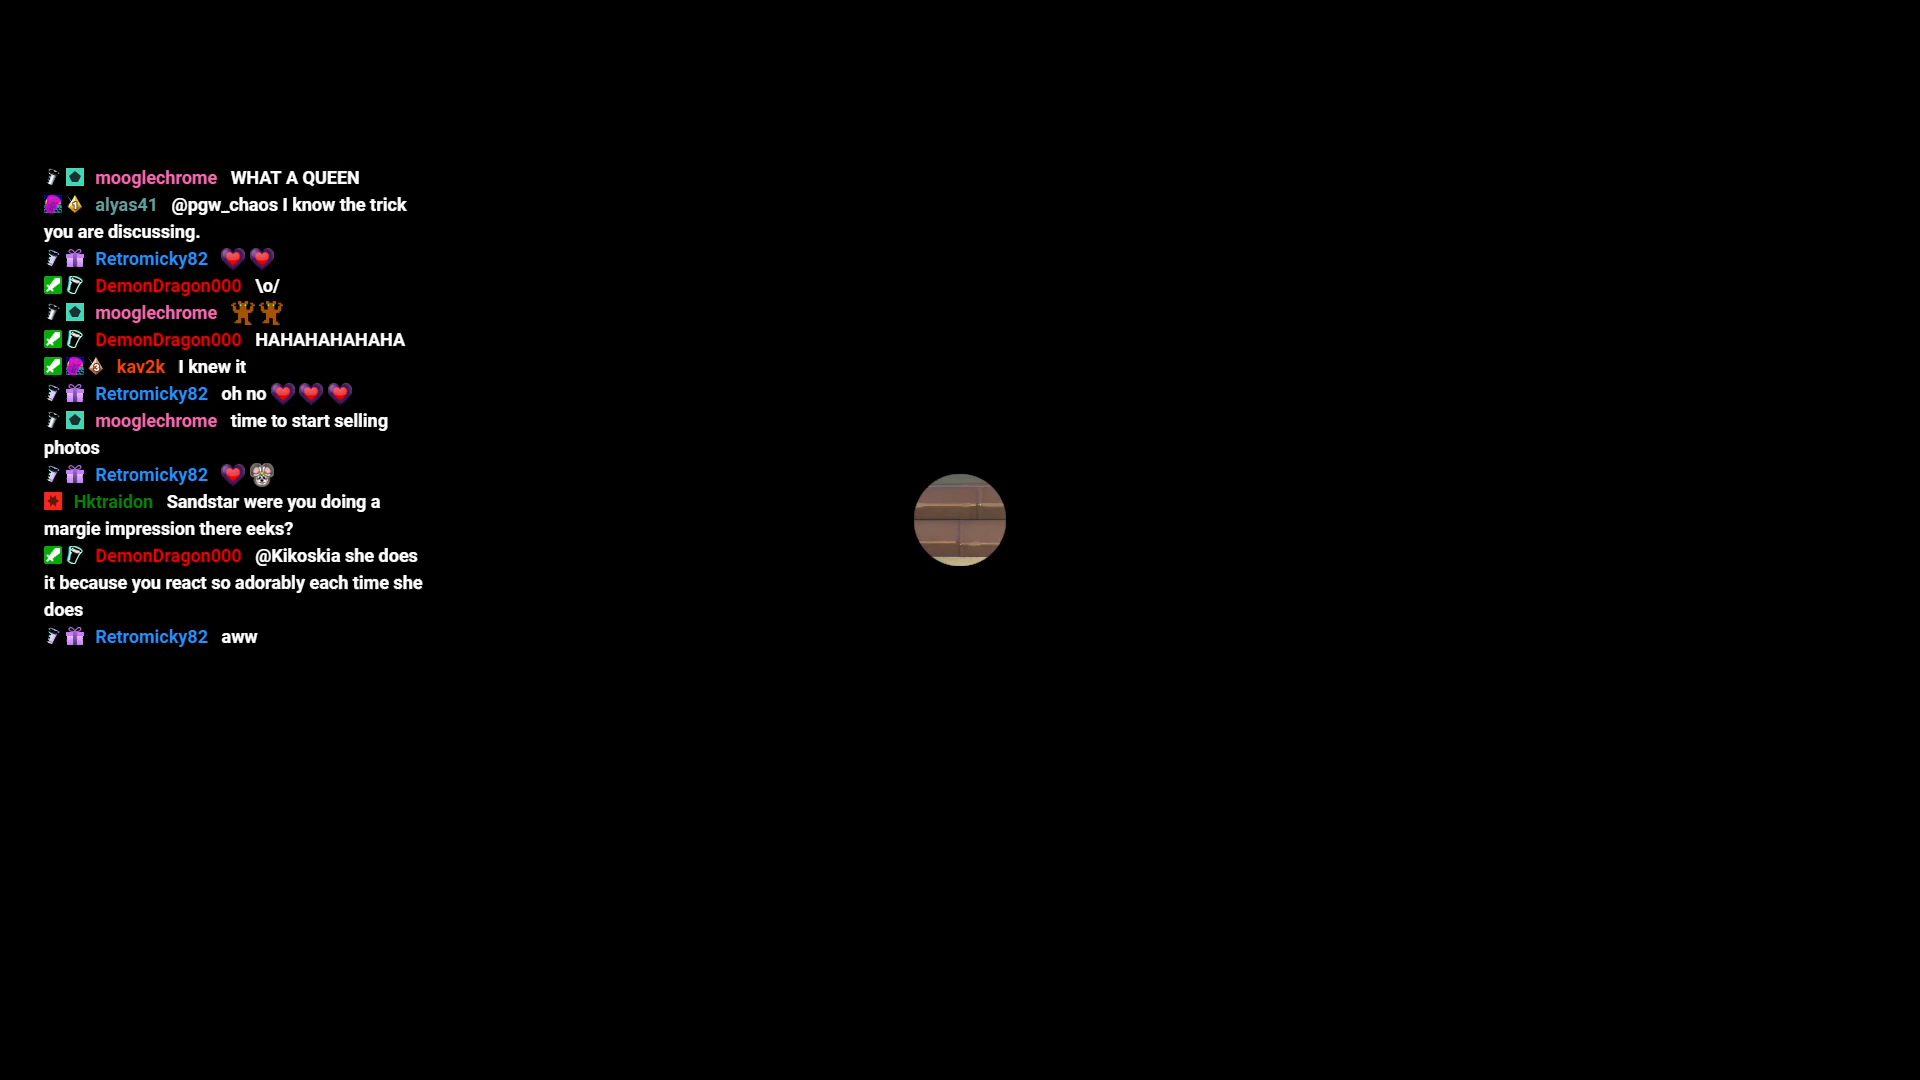 mooglechrome WHAT A QUEEN
alyas41 @pgw_chaos I know the trick
you are discussing.
Retromicky82
DemonDragon000 \o/
mooglechrome
DemonDragon000 HAHAHAHAHAHA
kav2k I knew it
Retromicky82 oh no
mooglechrome time to start selling
photos
Retromicky82
Hktraidon Sandstar were you doing a
margie impression there eeks?
DemonDragon000 @Kikoskia she does
it because you react so adorably each time she
does
Retromicky82 aww